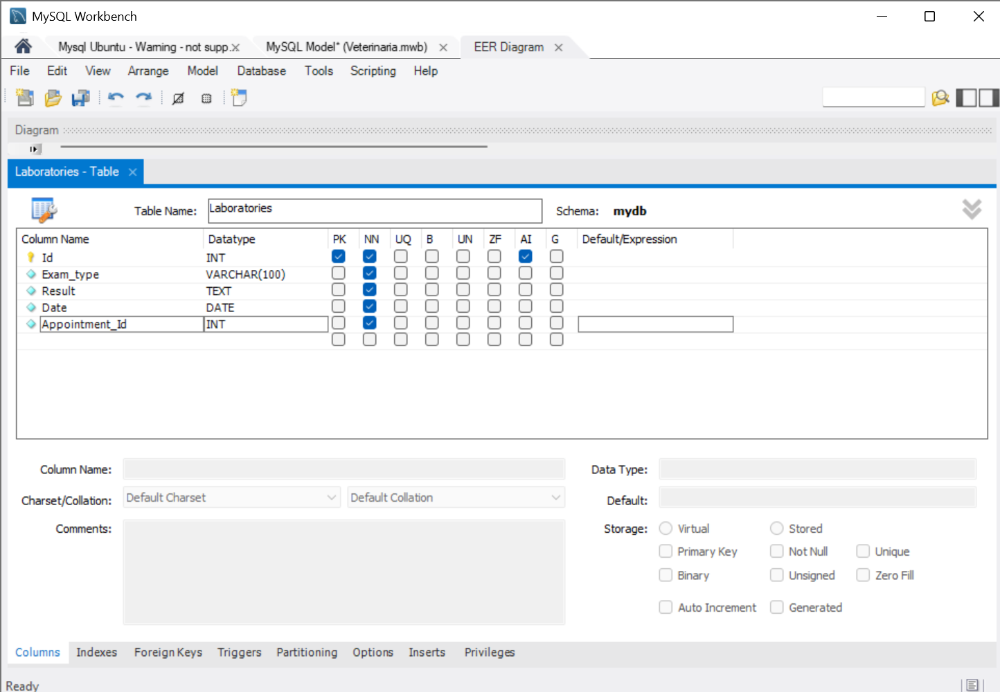 MySQL Workbench
Mysql Ubuntu - Warning - not supp. MySQL Model* (Veterinaria.mwb) EER Diagram
File Edit View Arrange Model Database Tools Scripting Help
Diagram
Laboratories - Table
Table Name: Laboratories Schema: mydb
Column Name Datatype PK NN UQ B UN ZF AI G Default/Expression
Id INT
Exam_type VARCHAR(100)
Result TEXT
Date DATE
Appointment_Id INT
Column Name: Data Type:
Charset/Collation: Default Charset Default Collation Default:
Comments: Storage: Virtual Stored
Primary Key Not Null Unique
Binary Unsigned Zero Fill
Auto Increment Generated
Columns Indexes Foreign Keys Triggers Partitioning Options Inserts Privileges
Ready